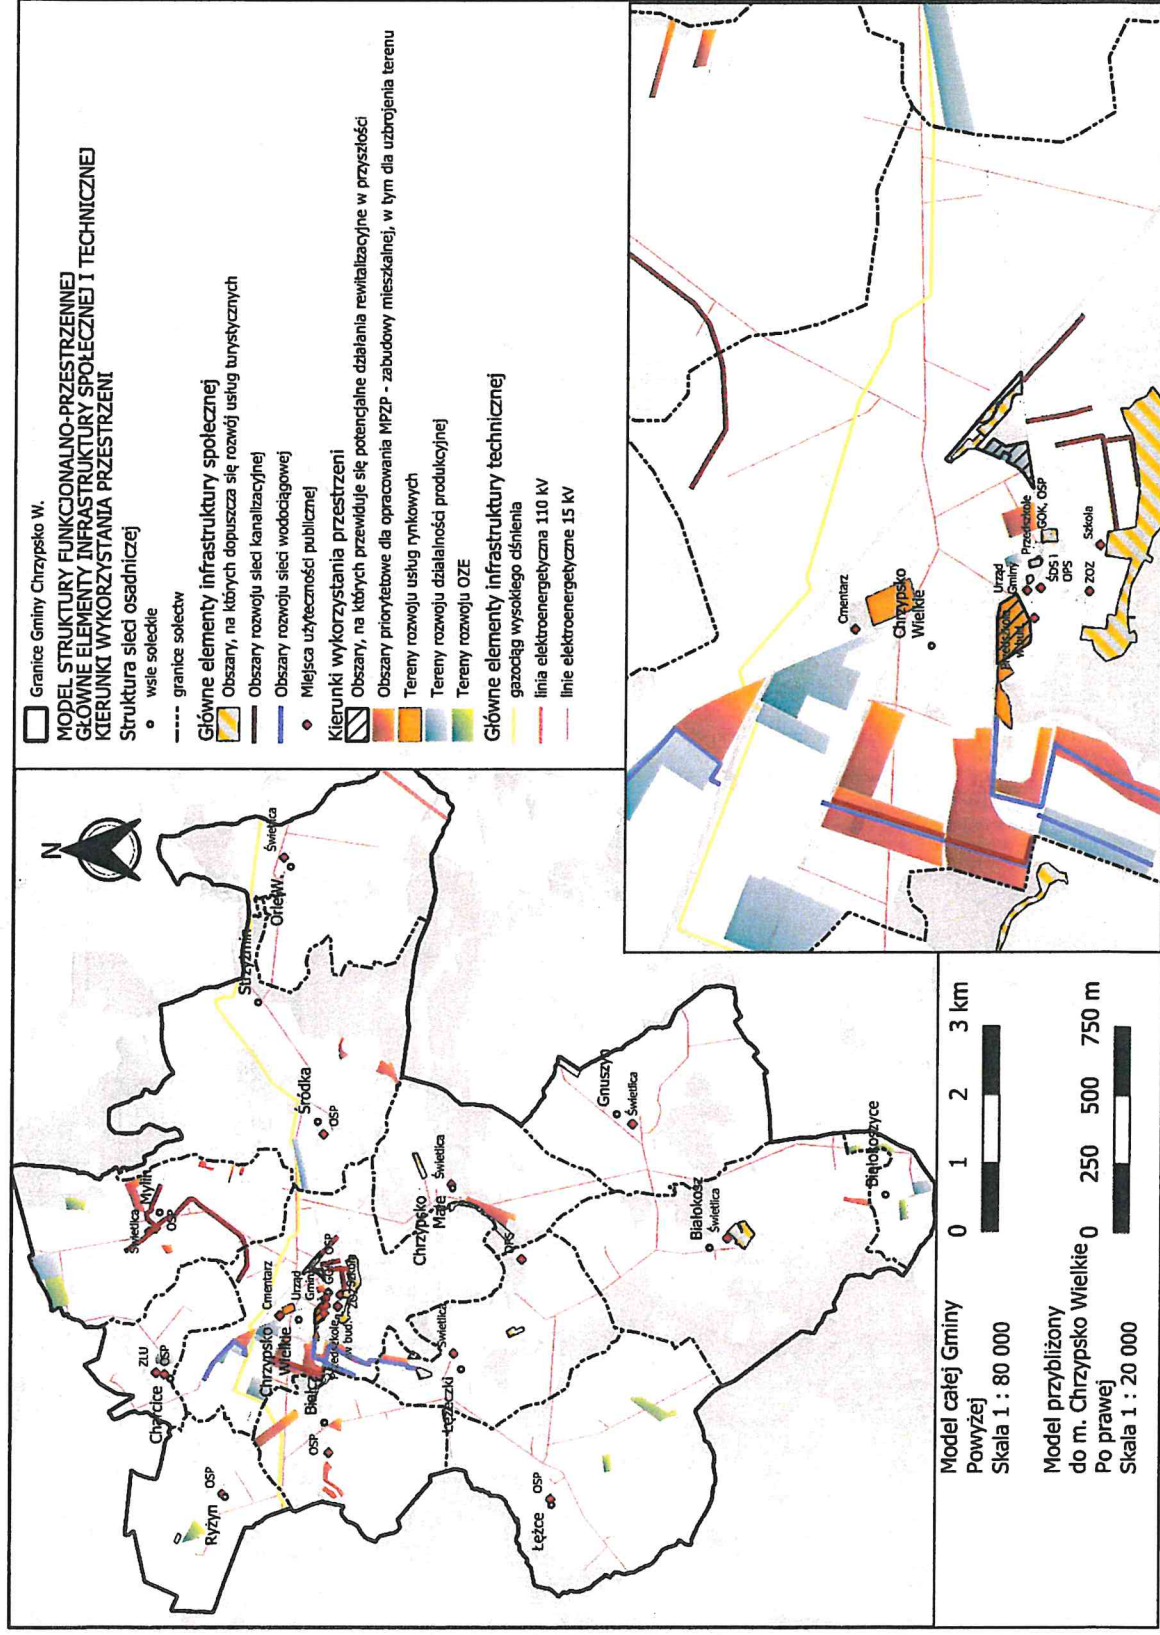 Granice Gminy Chrzypsko W.
MODEL STRUKTURY FUNKCJONALNO-PRZESTRZENNEJ
GŁÓWNE ELEMENTY INFRASTRUKTURY SPOŁECZNEJ I TECHNICZNEJ
KIERUNKI WYKORZYSTANIA PRZESTRZENI
Struktura sieci osadniczej
wsie sołeckie
granice sołectw
Główne elementy infrastruktury społecznej
Obszary, na których dopuszcza się rozwój usług turystycznych
Obszary rozwoju sieci kanalizacyjnej
Obszary rozwoju sieci wodociągowej
Miejsca użyteczności publicznej
Kierunki wykorzystania przestrzeni
Obszary, na których przewiduje się potencjalne działania rewitalizacyjne w przyszłości
Obszary priorytetowe dla opracowania MPZP - zabudowy mieszkalnej, w tym dla uzbrojenia terenu
Tereny rozwoju usług rynkowych
Tereny rozwoju działalności produkcyjnej
Tereny rozwoju OZE
Główne elementy infrastruktury technicznej
gazociąg wysokiego ciśnienia
linia elektroenergetyczna 110 kV
linie elektroenergetyczne 15 kV
N
Ryżyn
OSP
Charcice
ZLU
OSP
Świetlica
Mylin
OSP
Strzyżmin
Orle W.
Świetlica
Śródka
OSP
Cmentarz
Chrzypsko
Wielkie
Urząd
Gminy
OSP
OSP
Chrzypsko
Małe
Świetlica
DPS
Łężeczki
Świetlica
Łężce
OSP
Gnuszyn
Świetlica
Białokosz
Świetlica
Białokoszyce
Cmentarz
Chrzypsko
Wielkie
Urząd
Gminy
Przedszkole
GOK, OSP
ŚDS i
OPS
ZOZ
Szkoła
Model całej Gminy
Powyżej
Skala 1 : 80 000
0 1 2 3 km
Model przybliżony
do m. Chrzypsko Wielkie
Po prawej
Skala 1 : 20 000
0 250 500 750 m